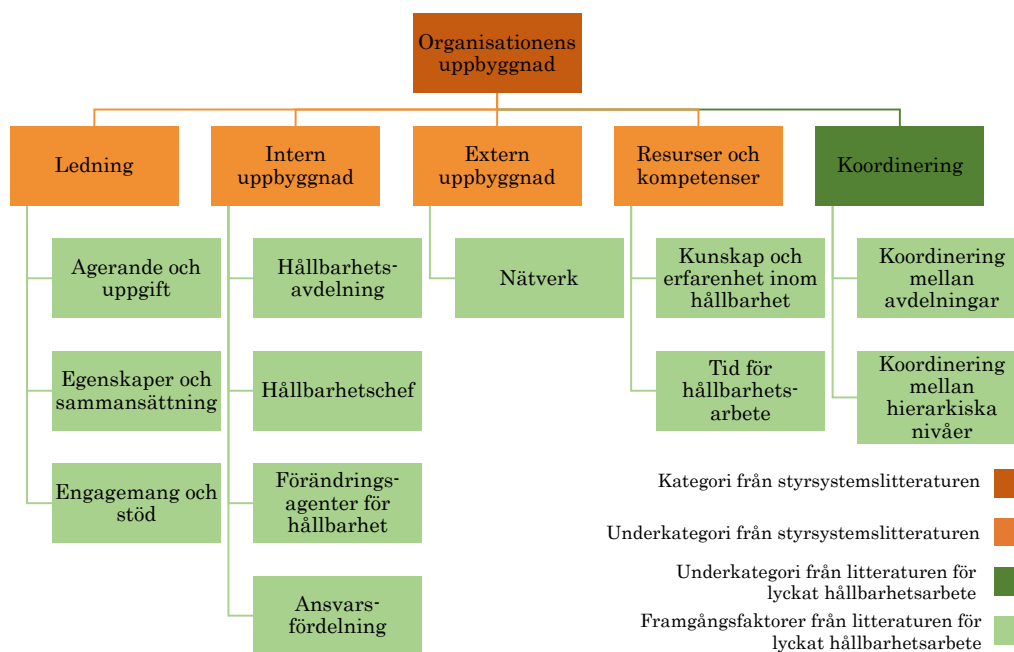 Organisationens
uppbyggnad
Ledning
Intern
uppbyggnad
Extern
uppbyggnad
Resurser och
kompetenser
Koordinering
Agerande och
uppgift
Hållbarhets-
avdelning
Nätverk
Kunskap och
erfarenhet inom
hållbarhet
Koordinering
mellan
avdelningar
Egenskaper och
sammansättning
Hållbarhetschef
Tid för
hållbarhets-
arbete
Koordinering
mellan
hierarkiska
nivåer
Engagemang och
stöd
Förändrings-
agenter för
hållbarhet
Ansvars-
fördelning
Kategori från styrsystemslitteraturen
Underkategori från styrsystemslitteraturen
Underkategori från litteraturen för
lyckat hållbarhetsarbete
Framgångsfaktorer från litteraturen för
lyckat hållbarhetsarbete